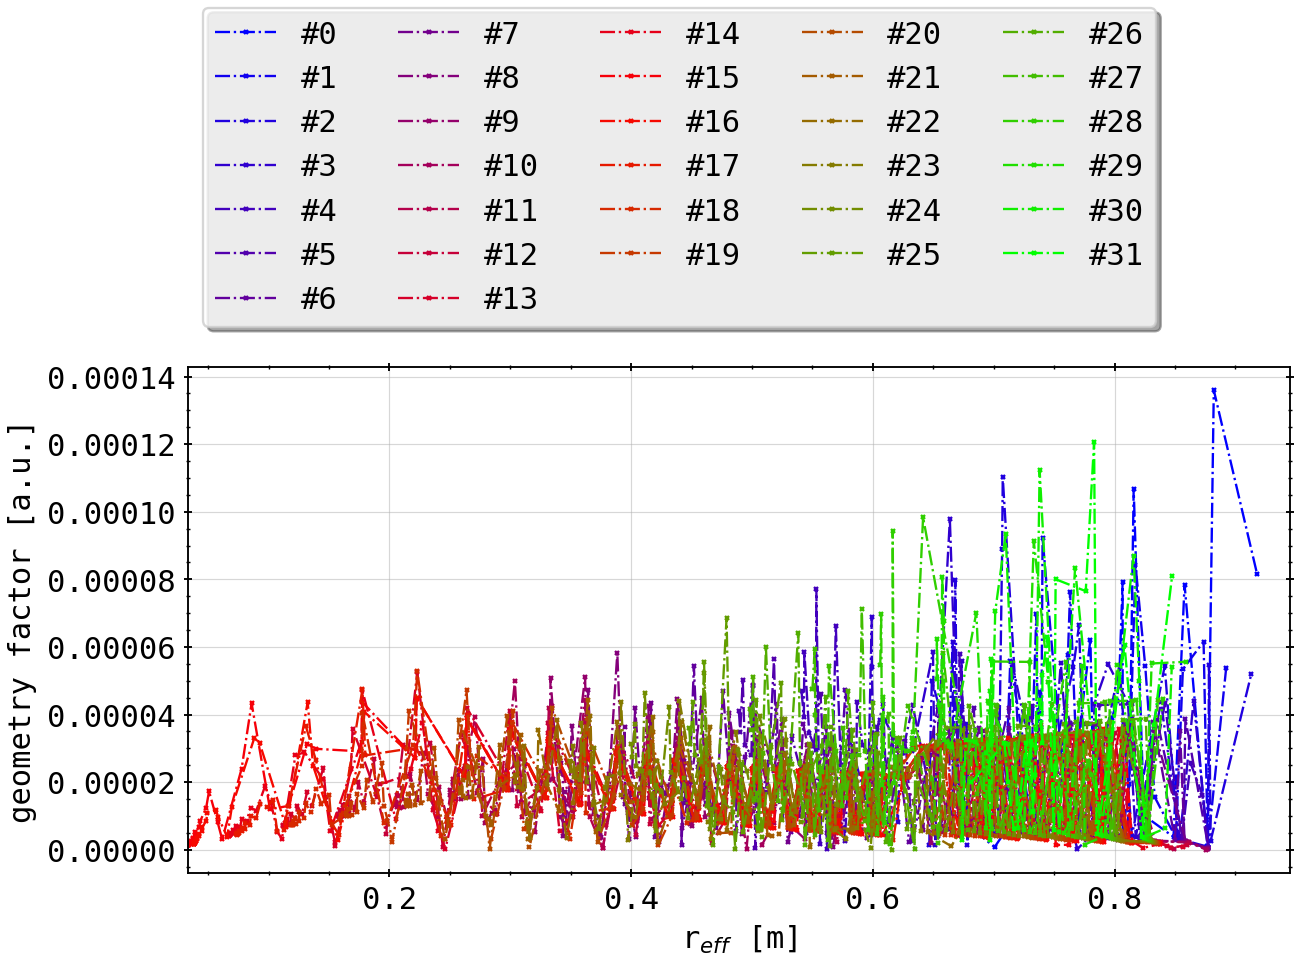 #0 #7 #14 #20 #26
#1 #8 #15 #21 #27
#2 #9 #16 #22 #28
#3 #10 #17 #23 #29
#4 #11 #18 #24 #30
#5 #12 #19 #25 #31
#6 #13
geometry factor [a.u.]
0.00014
0.00012
0.00010
0.00008
0.00006
0.00004
0.00002
0.00000
0.2 0.4 0.6 0.8
r_eff [m]